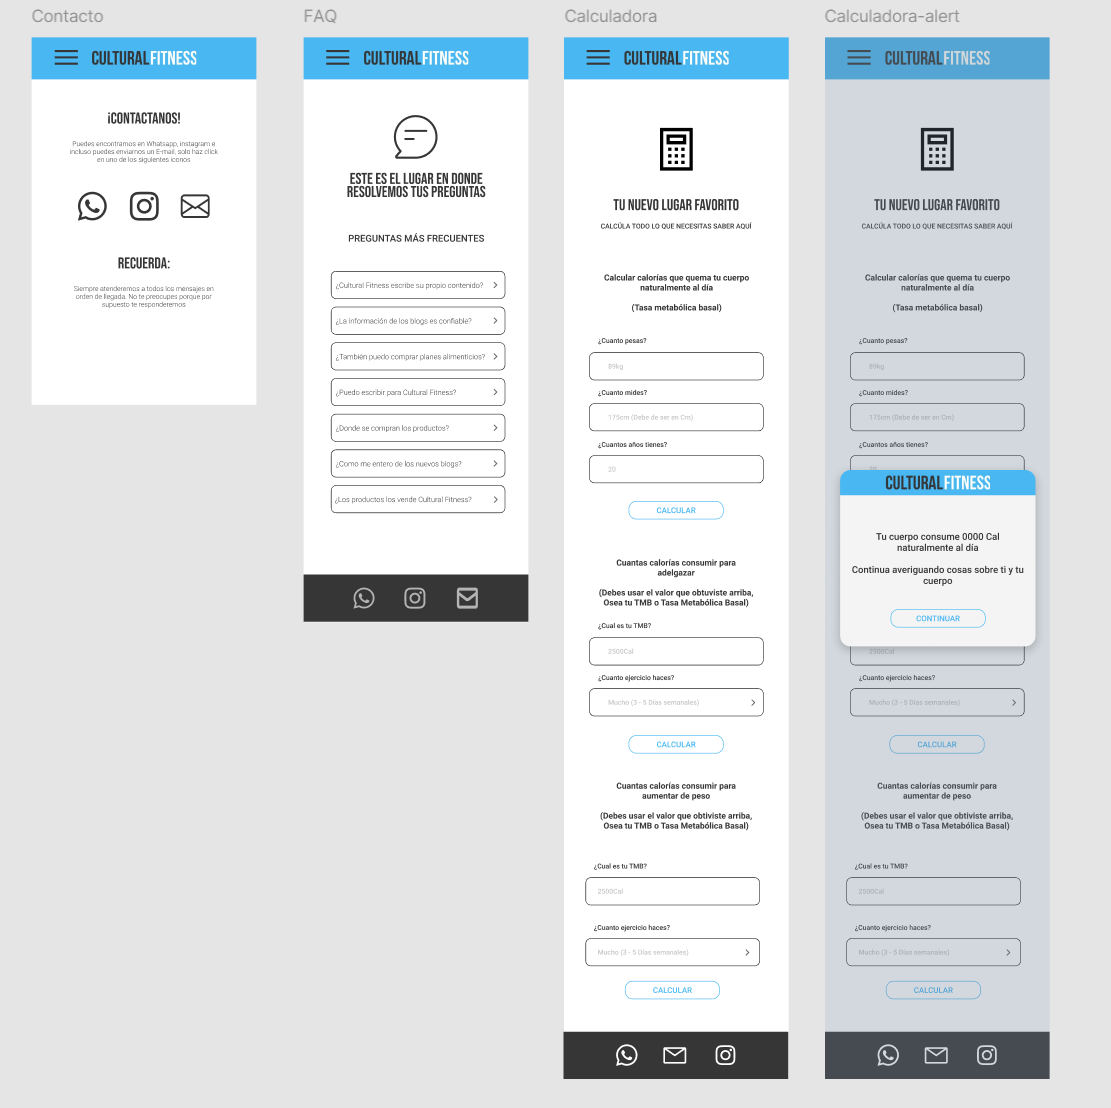 Contacto
CULTURAL FITNESS
¡CONTACTANOS!
Puedes encontrarnos en Whatsapp, instagram e
incluso puedes enviarnos un E-mail, solo haz click
en uno de los siguientes iconos
RECUERDA:
Siempre atenderemos a todos los mensajes en
orden de llegada. No te preocupes porque por
supuesto te responderemos
FAQ
CULTURAL FITNESS
ESTE ES EL LUGAR EN DONDE
RESOLVEMOS TUS PREGUNTAS
PREGUNTAS MÁS FRECUENTES
¿Cultural Fitness escribe su propio contenido?
¿La información de los blogs es confiable?
¿También puedo comprar planes alimenticios?
¿Puedo escribir para Cultural Fitness?
¿Donde se compran los productos?
¿Como me entero de los nuevos blogs?
¿Los productos los vende Cultural Fitness?
Calculadora
CULTURAL FITNESS
TU NUEVO LUGAR FAVORITO
CALCÚLA TODO LO QUE NECESITAS SABER AQUÍ
Calcular calorías que quema tu cuerpo
naturalmente al día
(Tasa metabólica basal)
¿Cuanto pesas?
89kg
¿Cuanto mides?
175cm (Debe de ser en Cm)
¿Cuantos años tienes?
20
CALCULAR
Cuantas calorías consumir para
adelgazar
(Debes usar el valor que obtuviste arriba,
Osea tu TMB o Tasa Metabólica Basal)
¿Cual es tu TMB?
2500Cal
¿Cuanto ejercicio haces?
Mucho (3 - 5 Días semanales)
CALCULAR
Cuantas calorías consumir para
aumentar de peso
(Debes usar el valor que obtiviste arriba,
Osea tu TMB o Tasa Metabólica Basal)
¿Cual es tu TMB?
2500Cal
¿Cuanto ejercicio haces?
Mucho (3 - 5 Días semanales)
CALCULAR
Calculadora-alert
CULTURAL FITNESS
TU NUEVO LUGAR FAVORITO
CALCÚLA TODO LO QUE NECESITAS SABER AQUÍ
Calcular calorías que quema tu cuerpo
naturalmente al día
(Tasa metabólica basal)
¿Cuanto pesas?
89kg
¿Cuanto mides?
175cm (Debe de ser en Cm)
¿Cuantos años tienes?
20
CULTURAL FITNESS
Tu cuerpo consume 0000 Cal
naturalmente al día
Continua averiguando cosas sobre ti y tu
cuerpo
CONTINUAR
2500Cal
¿Cuanto ejercicio haces?
Mucho (3 - 5 Días semanales)
CALCULAR
Cuantas calorías consumir para
aumentar de peso
(Debes usar el valor que obtiviste arriba,
Osea tu TMB o Tasa Metabólica Basal)
¿Cual es tu TMB?
2500Cal
¿Cuanto ejercicio haces?
Mucho (3 - 5 Días semanales)
CALCULAR